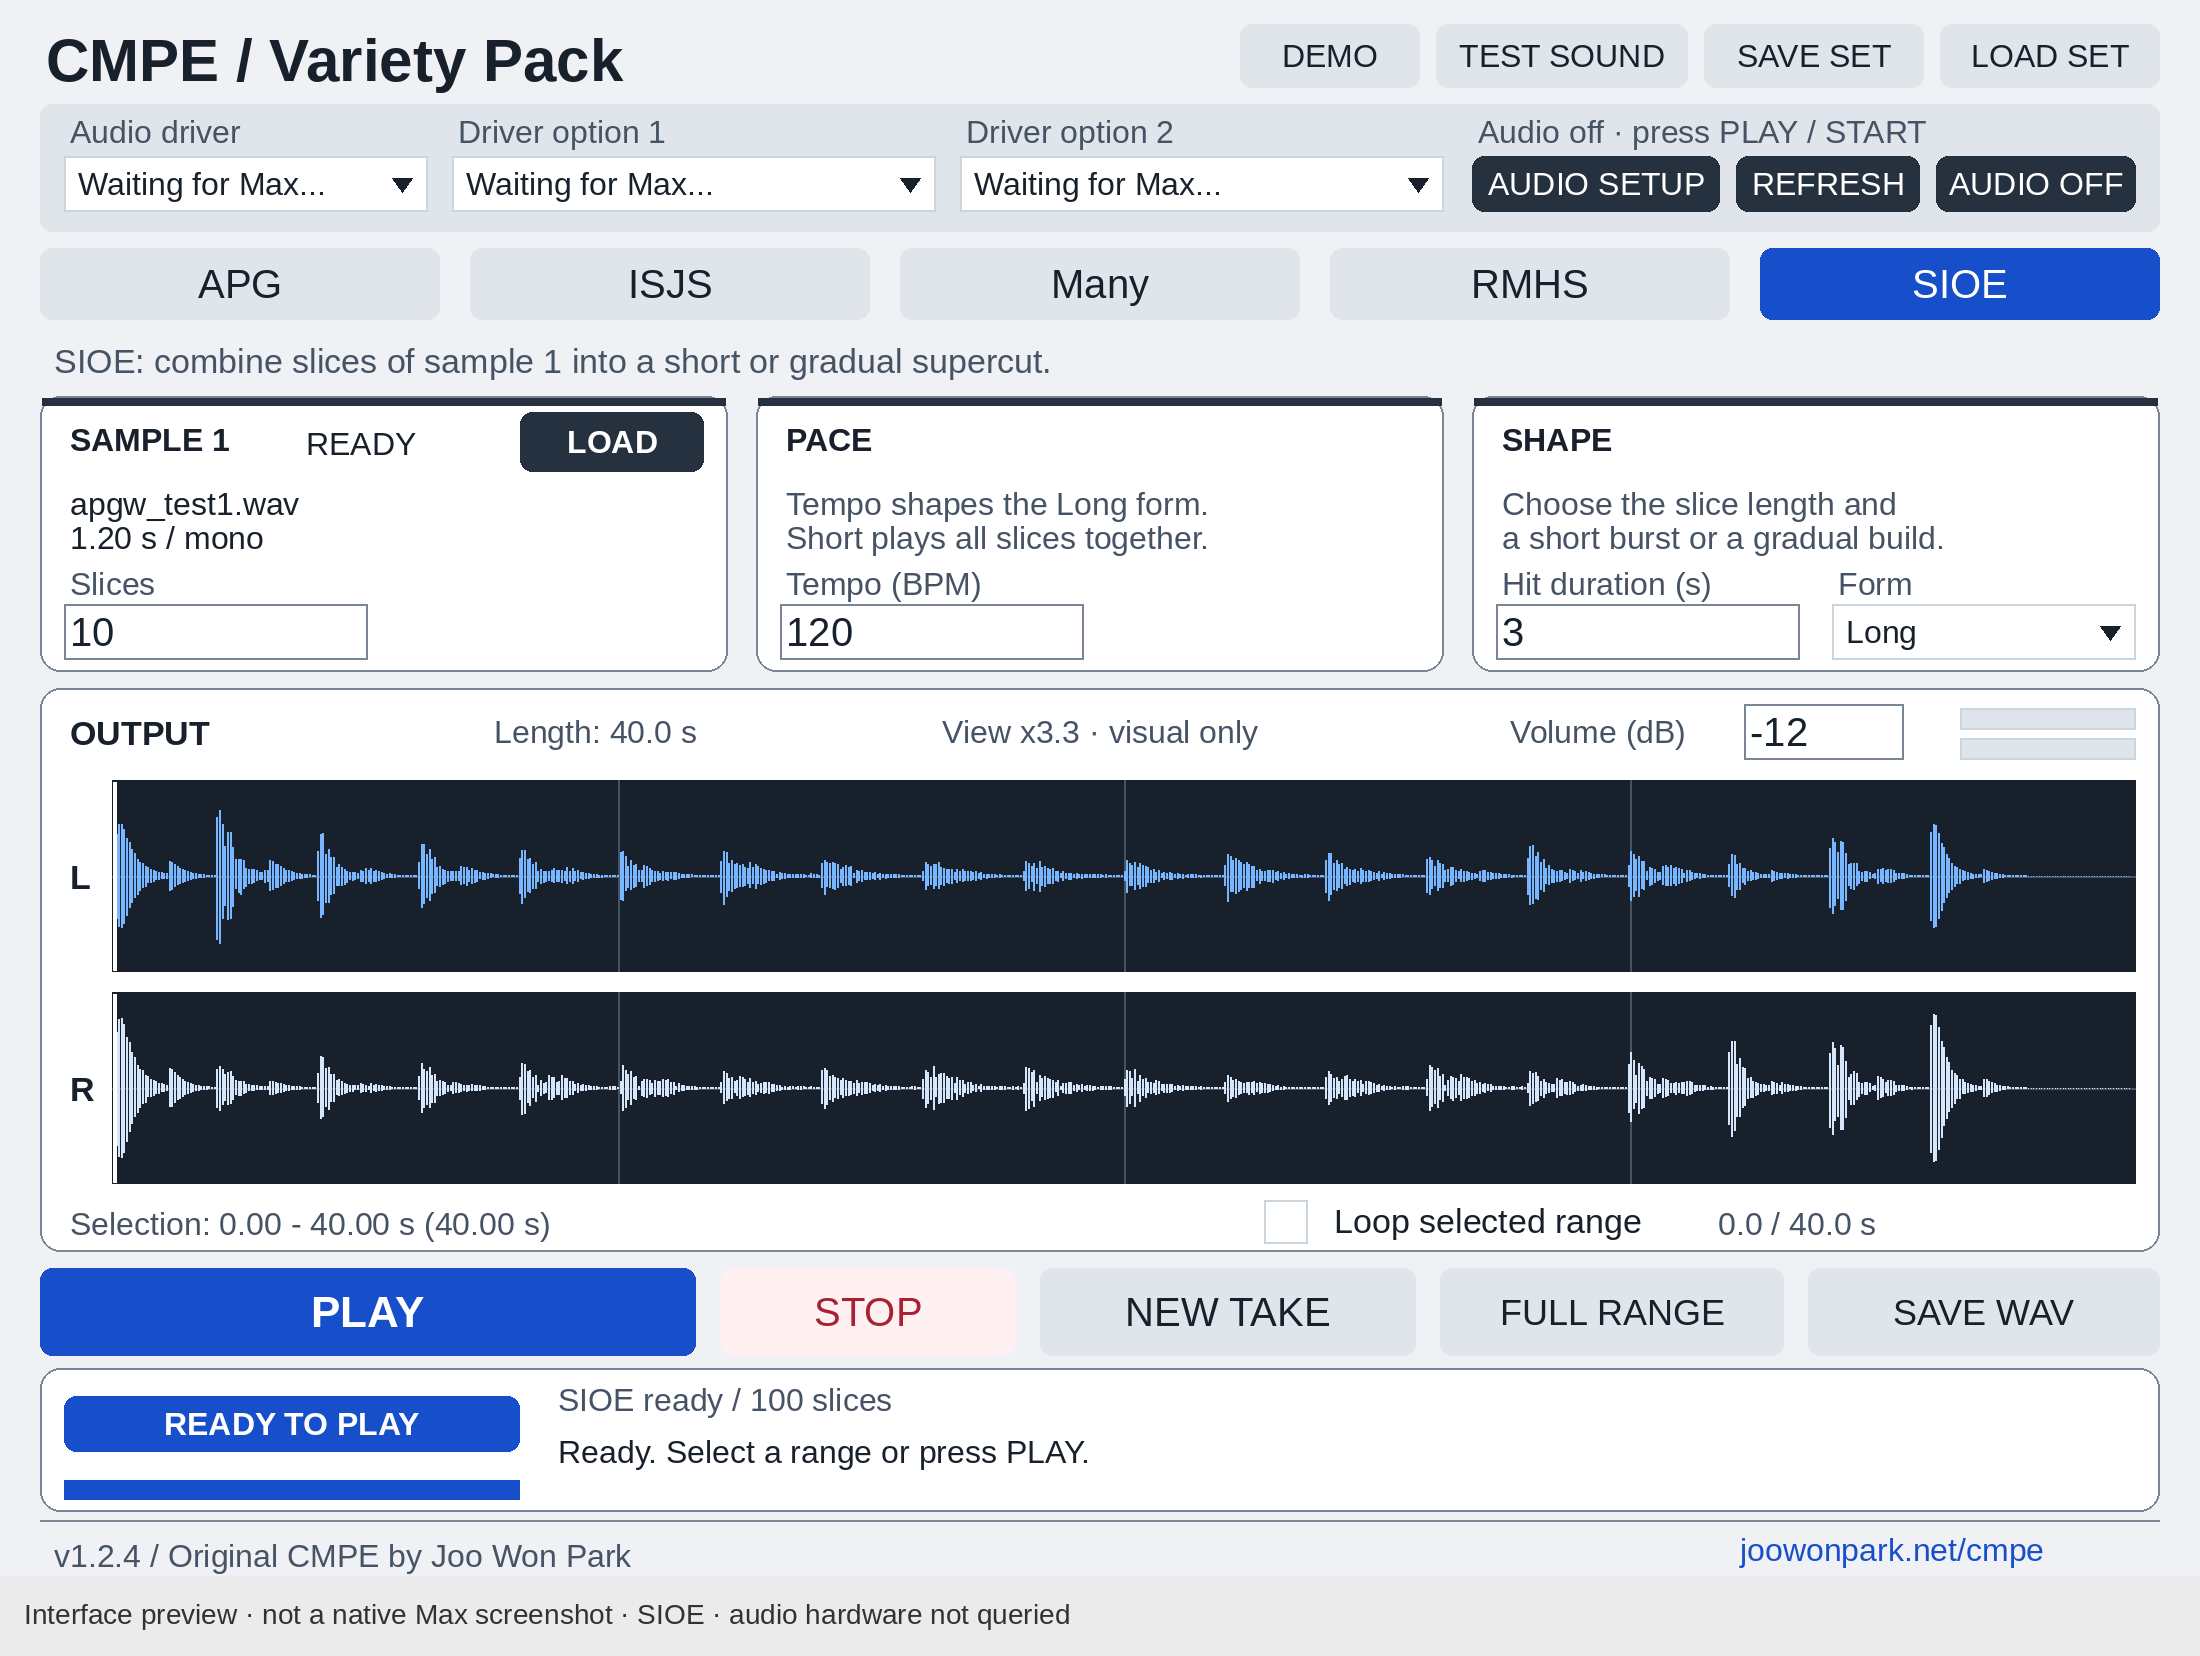 CMPE / Variety Pack
DEMO
TEST SOUND
SAVE SET
LOAD SET
Audio driver
Driver option 1
Driver option 2
Audio off · press PLAY / START
Waiting for Max...
Waiting for Max...
Waiting for Max...
AUDIO SETUP
REFRESH
AUDIO OFF
APG
ISJS
Many
RMHS
SIOE
SIOE: combine slices of sample 1 into a short or gradual supercut.
SAMPLE 1
READY
LOAD
apgw_test1.wav
1.20 s / mono
Slices
10
PACE
Tempo shapes the Long form.
Short plays all slices together.
Tempo (BPM)
120
SHAPE
Choose the slice length and
a short burst or a gradual build.
Hit duration (s)
Form
3
Long
OUTPUT
Length: 40.0 s
View x3.3 · visual only
Volume (dB)
-12
L
R
Selection: 0.00 - 40.00 s (40.00 s)
Loop selected range
0.0 / 40.0 s
PLAY
STOP
NEW TAKE
FULL RANGE
SAVE WAV
READY TO PLAY
SIOE ready / 100 slices
Ready. Select a range or press PLAY.
v1.2.4 / Original CMPE by Joo Won Park
joowonpark.net/cmpe
Interface preview · not a native Max screenshot · SIOE · audio hardware not queried